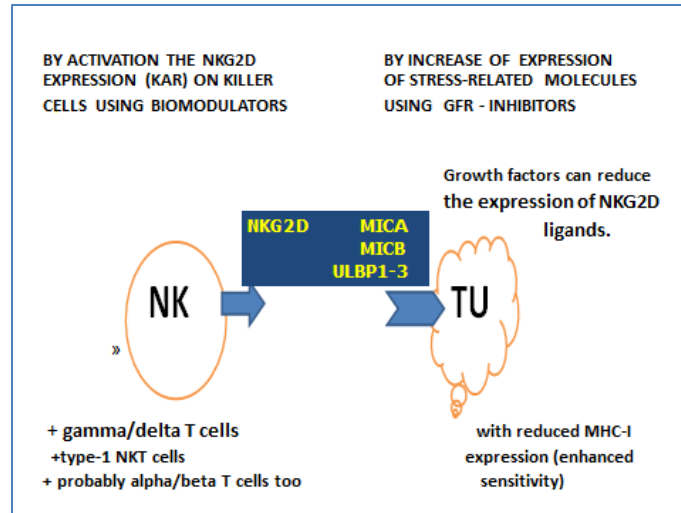 BY ACTIVATION THE NKG2D
EXPRESSION (KAR) ON KILLER
CELLS USING BIOMODULATORS
BY INCREASE OF EXPRESSION
OF STRESS-RELATED MOLECULES
USING GFR - INHIBITORS
Growth factors can reduce
the expression of NKG2D
ligands.
NKG2D MICA
MICB
ULBP1-3
NK
TU
»
+ gamma/delta T cells
+type-1 NKT cells
+ probably alpha/beta T cells too
with reduced MHC-I
expression (enhanced
sensitivity)